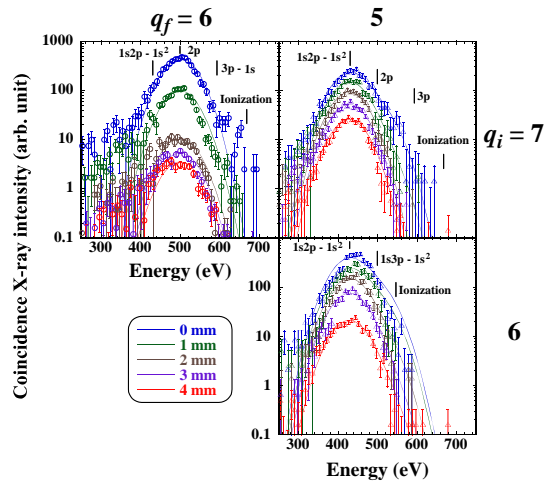 q_f = 6
5
1s2p - 1s²
2p
3p - 1s
Ionization
1s2p - 1s²
2p
3p
Ionization
q_i = 7
1000
100
10
1
0.1
300
400
500
600
700
Energy (eV)
Coincidence X-ray intensity (arb. unit)
1s2p - 1s²
1s3p - 1s²
Ionization
6
100
10
1
0.1
300
400
500
600
700
Energy (eV)
0 mm
1 mm
2 mm
3 mm
4 mm